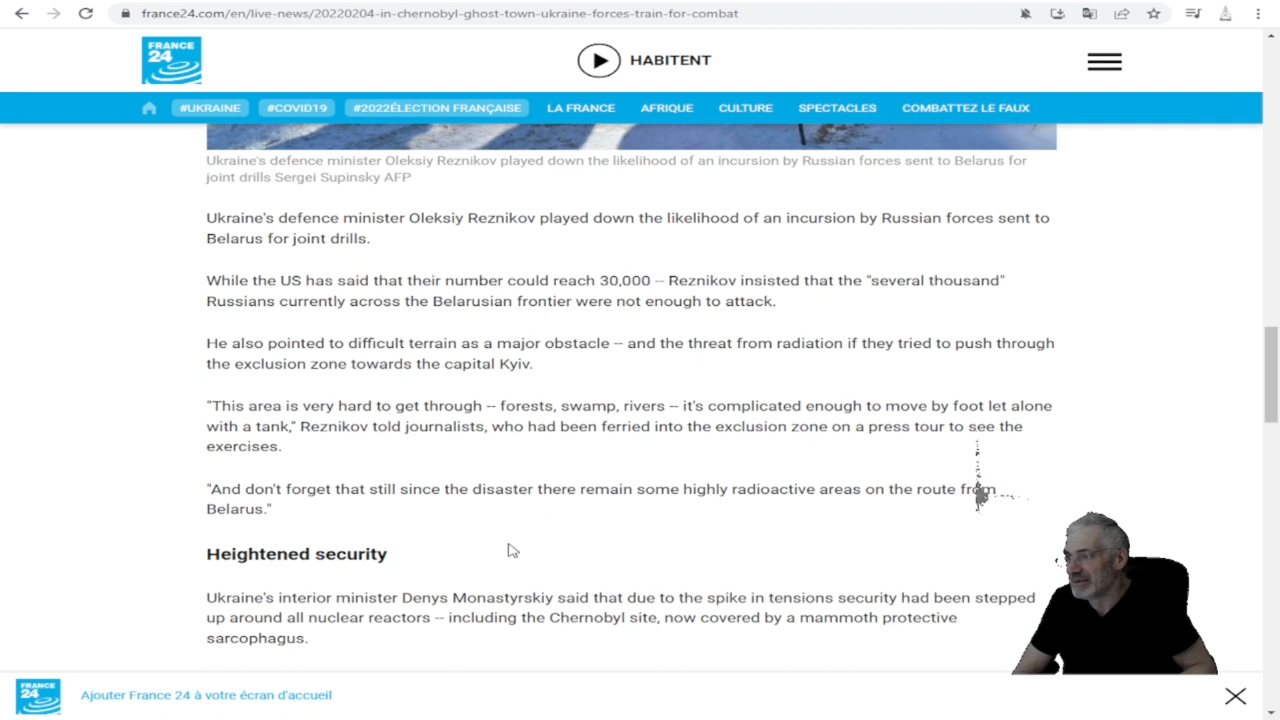 france24.com/en/live-news/20220204-in-chernobyl-ghost-town-ukraine-forces-train-for-combat
FRANCE
24
HABITENT
#UKRAINE #COVID19 #2022ÉLECTION FRANÇAISE LA FRANCE AFRIQUE CULTURE SPECTACLES COMBATTEZ LE FAUX
Ukraine's defence minister Oleksiy Reznikov played down the likelihood of an incursion by Russian forces sent to Belarus for
joint drills Sergei Supinsky AFP
Ukraine's defence minister Oleksiy Reznikov played down the likelihood of an incursion by Russian forces sent to
Belarus for joint drills.
While the US has said that their number could reach 30,000 -- Reznikov insisted that the "several thousand"
Russians currently across the Belarusian frontier were not enough to attack.
He also pointed to difficult terrain as a major obstacle -- and the threat from radiation if they tried to push through
the exclusion zone towards the capital Kyiv.
"This area is very hard to get through -- forests, swamp, rivers -- it's complicated enough to move by foot let alone
with a tank," Reznikov told journalists, who had been ferried into the exclusion zone on a press tour to see the
exercises.
"And don't forget that still since the disaster there remain some highly radioactive areas on the route from
Belarus."
Heightened security
Ukraine's interior minister Denys Monastyrskiy said that due to the spike in tensions security had been stepped
up around all nuclear reactors -- including the Chernobyl site, now covered by a mammoth protective
sarcophagus.
FRANCE
24
Ajouter France 24 à votre écran d'accueil